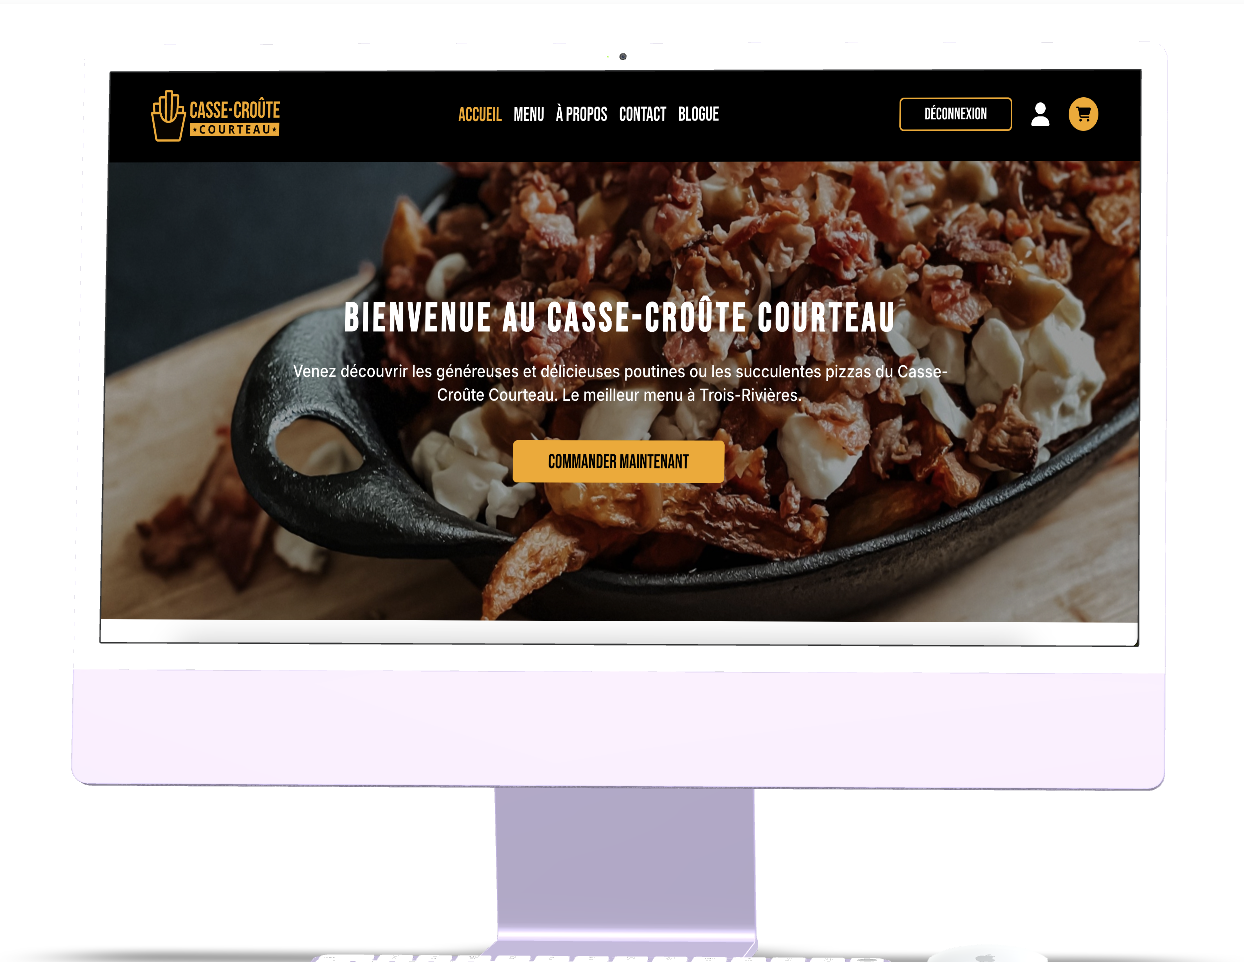 CASSE-CROÛTE
COURTEAU
ACCUEIL MENU À PROPOS CONTACT BLOGUE
DÉCONNEXION
BIENVENUE AU CASSE-CROÛTE COURTEAU
Venez découvrir les généreuses et délicieuses poutines ou les succulentes pizzas du Casse-
Croûte Courteau. Le meilleur menu à Trois-Rivières.
COMMANDER MAINTENANT